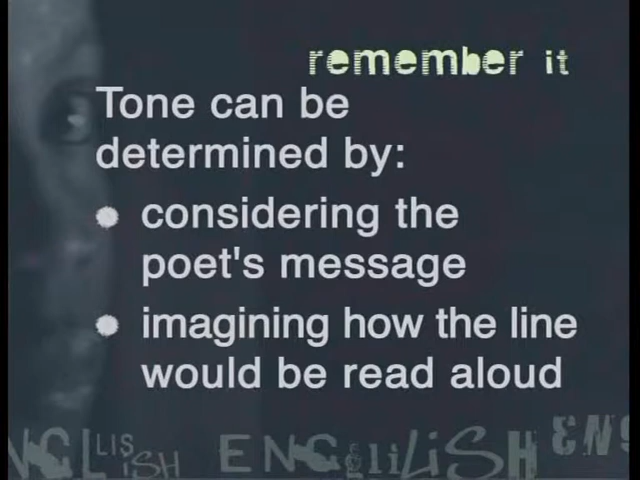 remember it
Tone can be
determined by:
considering the
poet's message
imagining how the line
would be read aloud